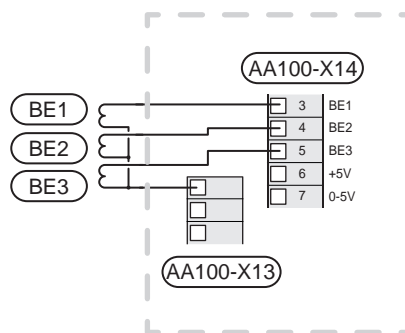 AA100-X14
BE1
BE2
BE3
3 BE1
4 BE2
5 BE3
6 +5V
7 0-5V
AA100-X13